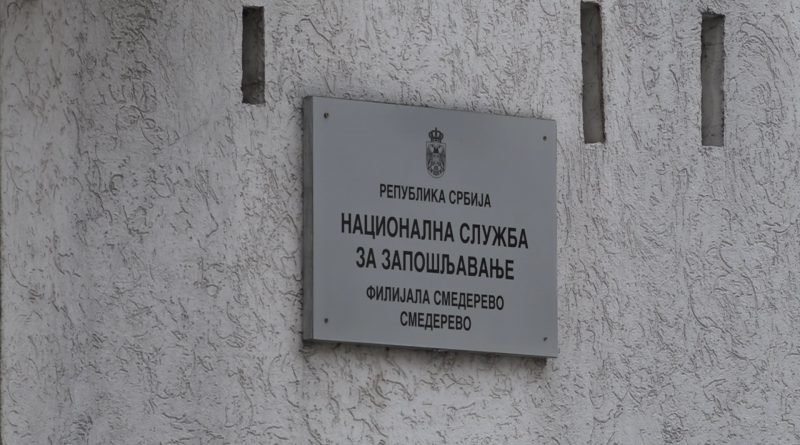 РЕПУБЛИКА СРБИЈА
НАЦИОНАЛНА СЛУЖБА
ЗА ЗАПОШЉАВАЊЕ
ФИЛИЈАЛА СМЕДЕРЕВО
СМЕДЕРЕВО